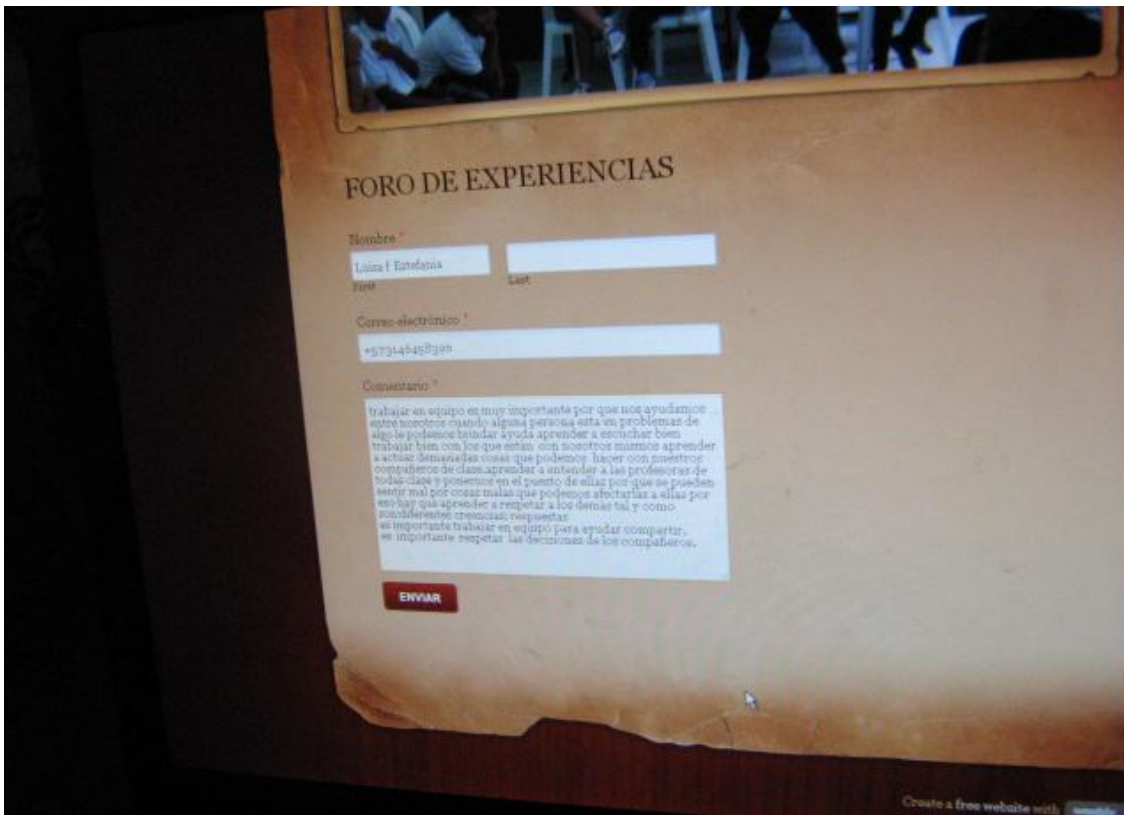 FORO DE EXPERIENCIAS
Nombre *
Luisa f Estefania
First
Last
Correo electrónico *
Comentario *
trabajar en equipo es muy importante por que nos ayudamos
entre nosotros cuando alguna persona esta en problemas de
algo le podemos brindar ayuda aprender a escuchar bien
trabajar bien con los que estan con nosotros mismos aprender
a actuar demaniadas cosas que podemos hacer con nuestros
compañeros de clase.aprender a entender a las profesoras de
todas clase y ponernos en el puesto de ellas por que se pueden
sentir mal por cosas malas que podemos afectarlas a ellas por
eso hay que aprender a respetar a los demás tal y como
creencias; respuestas
es importante trabajar en equipo para ayudar compartir,
es importante respetar las decisiones de los compañeros.
ENVIAR
Create a free website with